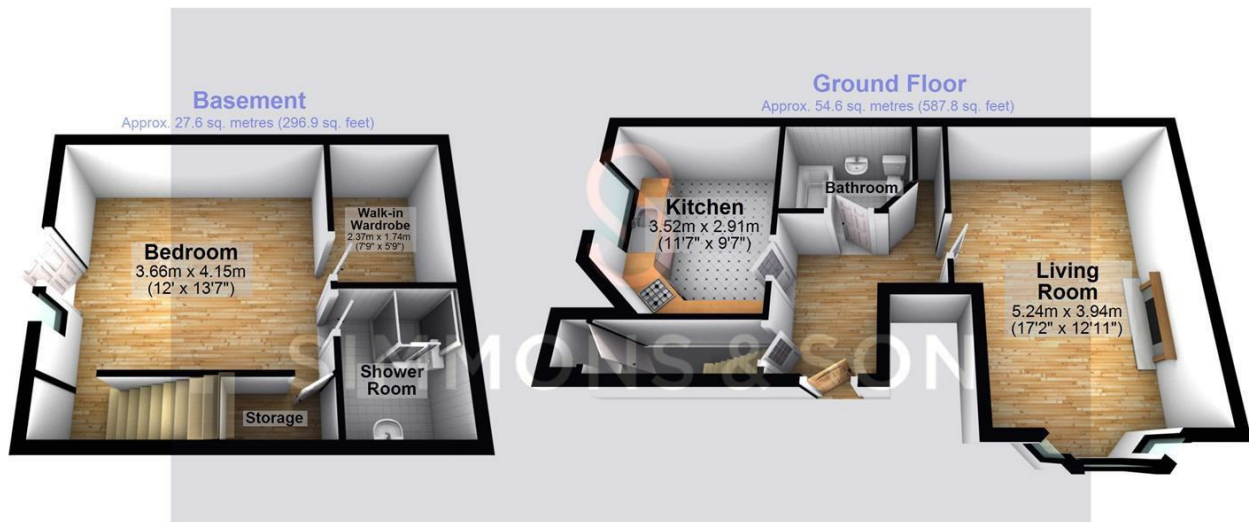 Basement
Approx. 27.6 sq. metres (296.9 sq. feet)
Bedroom
3.66m x 4.15m
(12' x 13'7")
Walk-in
Wardrobe
2.37m x 1.74m
(7'9" x 5'9")
Shower
Room
Storage
Ground Floor
Approx. 54.6 sq. metres (587.8 sq. feet)
Kitchen
3.52m x 2.91m
(11'7" x 9'7")
Bathroom
Living
Room
5.24m x 3.94m
(17'2" x 12'11")
SIMMONS & SON